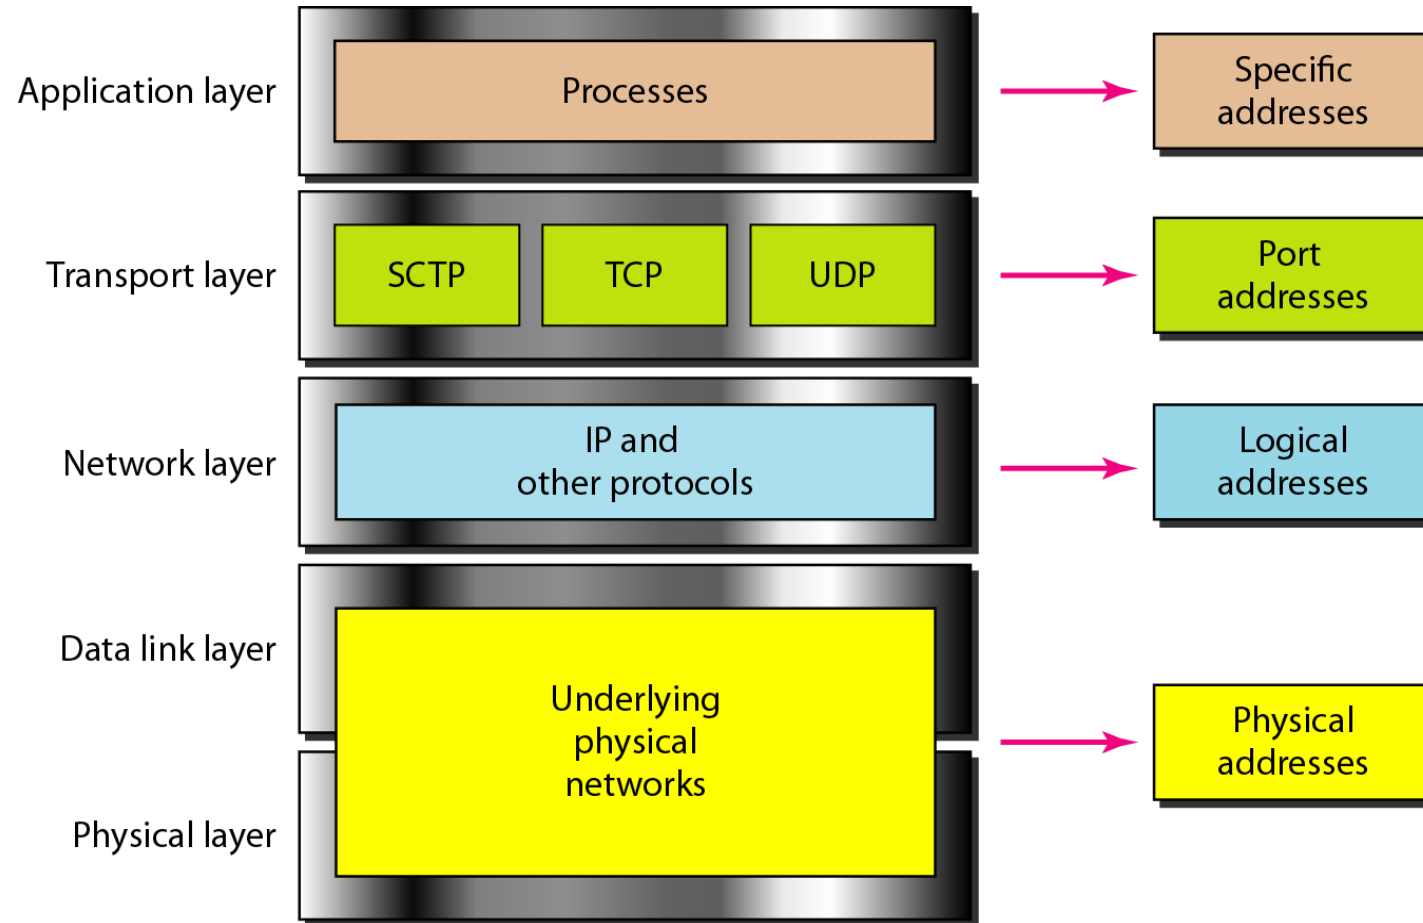 Application layer
Processes
Specific
addresses
Transport layer
SCTP
TCP
UDP
Port
addresses
Network layer
IP and
other protocols
Logical
addresses
Data link layer
Underlying
physical
networks
Physical
addresses
Physical layer